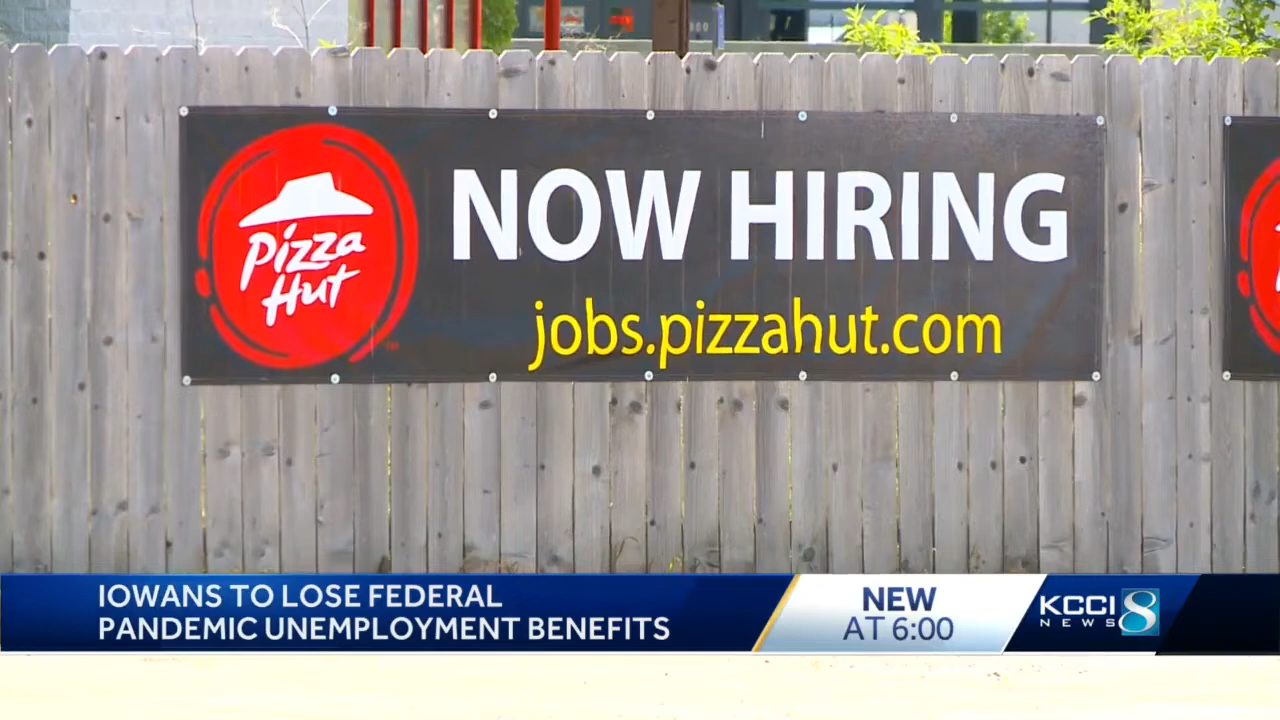 Pizza
Hut
TM
NOW HIRING
jobs.pizzahut.com
IOWANS TO LOSE FEDERAL
PANDEMIC UNEMPLOYMENT BENEFITS
NEW
AT 6:00
KCCI
NEWS
8